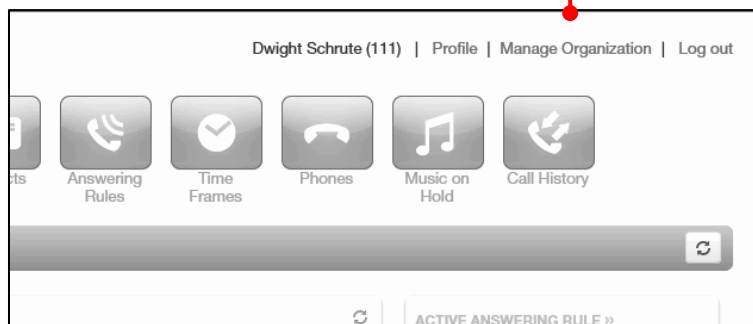 Dwight Schrute (111) | Profile | Manage Organization | Log out
cts
Answering
Rules
Time
Frames
Phones
Music on
Hold
Call History
ACTIVE ANSWERING RULE »